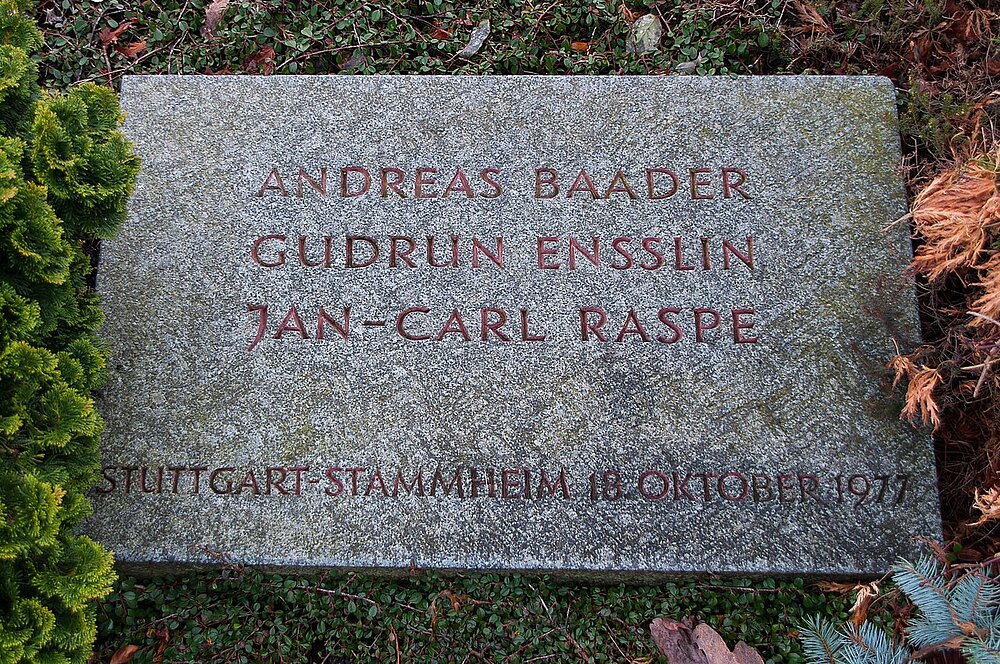 ANDREAS BAADER
GUDRUN ENSSLIN
JAN-CARL RASPE
STUTTGART-STAMMHEIM 18. OKTOBER 1977